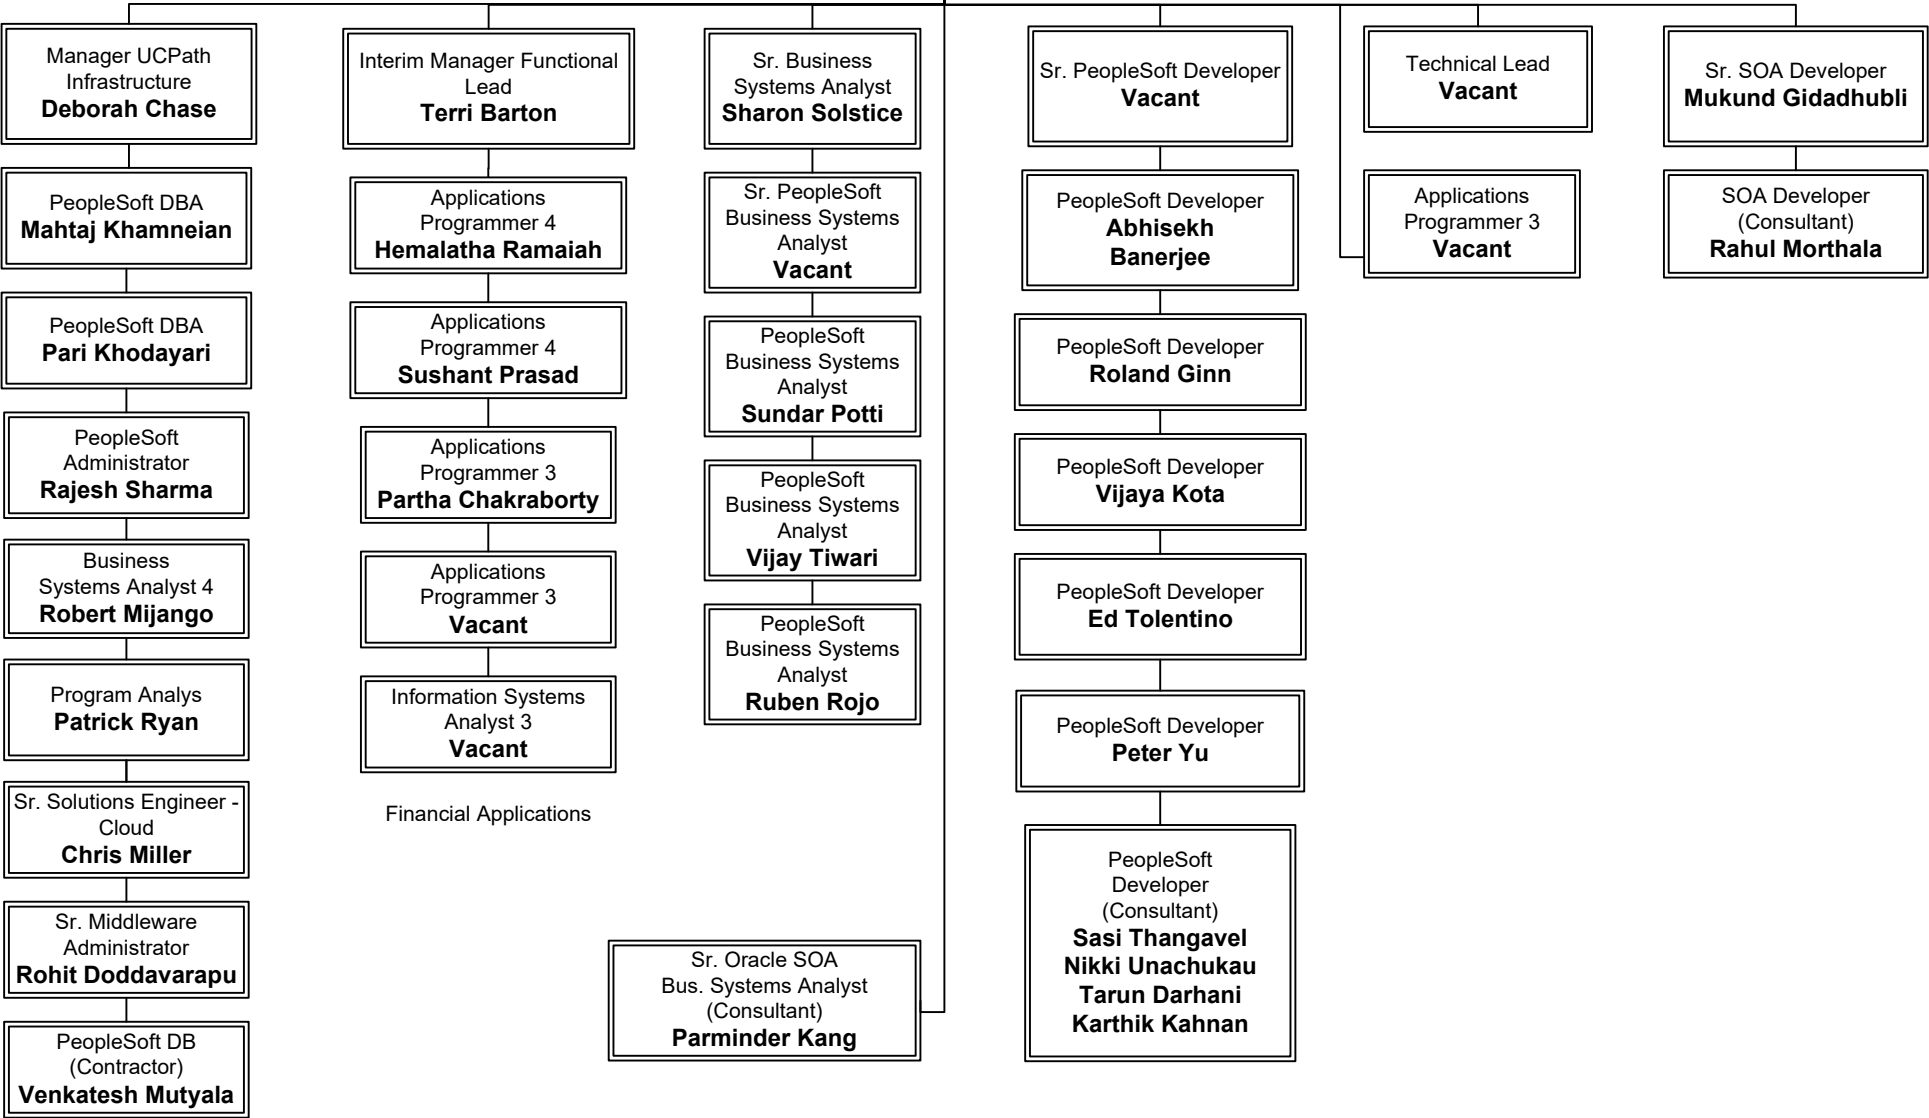 Manager UCPath
Infrastructure
Deborah Chase
PeopleSoft DBA
Mahtaj Khamneian
PeopleSoft DBA
Pari Khodayari
PeopleSoft
Administrator
Rajesh Sharma
Business
Systems Analyst 4
Robert Mijango
Program Analys
Patrick Ryan
Sr. Solutions Engineer -
Cloud
Chris Miller
Sr. Middleware
Administrator
Rohit Doddavarapu
PeopleSoft DB
(Contractor)
Venkatesh Mutyala
Interim Manager Functional
Lead
Terri Barton
Applications
Programmer 4
Hemalatha Ramaiah
Applications
Programmer 4
Sushant Prasad
Applications
Programmer 3
Partha Chakraborty
Applications
Programmer 3
Vacant
Information Systems
Analyst 3
Vacant
Financial Applications
Sr. Business
Systems Analyst
Sharon Solstice
Sr. PeopleSoft
Business Systems
Analyst
Vacant
PeopleSoft
Business Systems
Analyst
Sundar Potti
PeopleSoft
Business Systems
Analyst
Vijay Tiwari
PeopleSoft
Business Systems
Analyst
Ruben Rojo
Sr. Oracle SOA
Bus. Systems Analyst
(Consultant)
Parminder Kang
Sr. PeopleSoft Developer
Vacant
PeopleSoft Developer
Abhisekh
Banerjee
PeopleSoft Developer
Roland Ginn
PeopleSoft Developer
Vijaya Kota
PeopleSoft Developer
Ed Tolentino
PeopleSoft Developer
Peter Yu
PeopleSoft
Developer
(Consultant)
Sasi Thangavel
Nikki Unachukau
Tarun Darhani
Karthik Kahnan
Technical Lead
Vacant
Applications
Programmer 3
Vacant
Sr. SOA Developer
Mukund Gidadhubli
SOA Developer
(Consultant)
Rahul Morthala